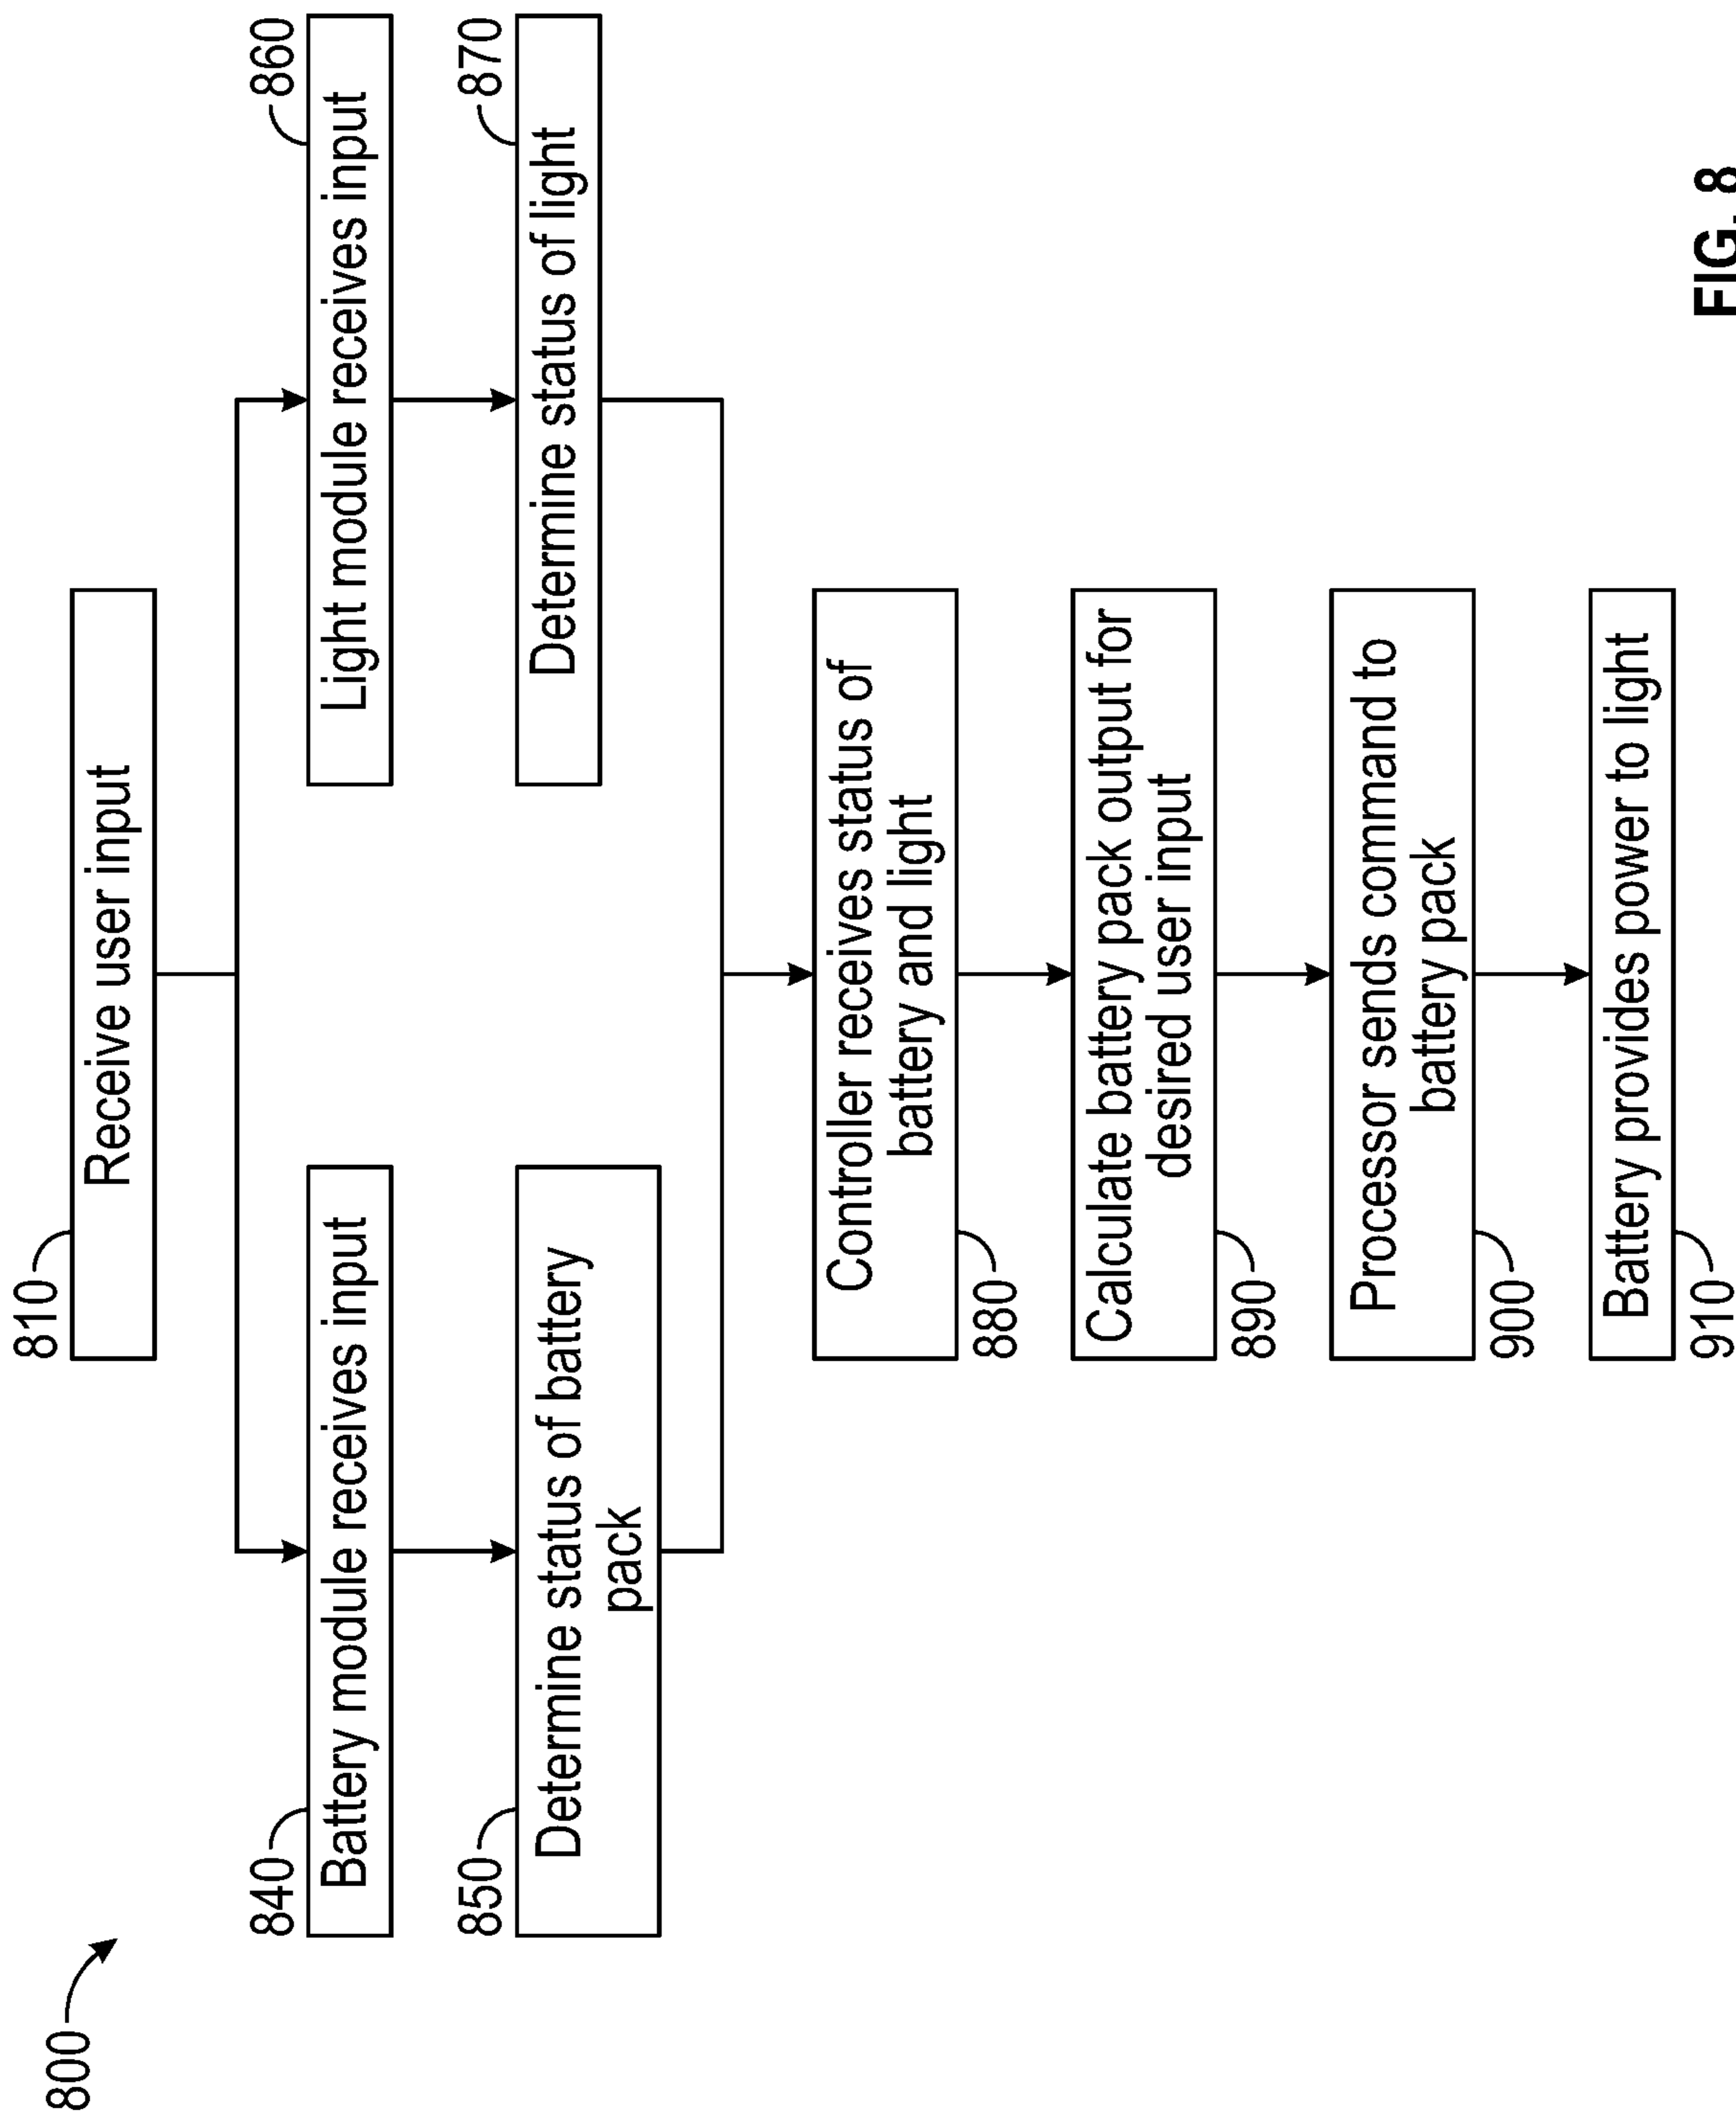 800
810
Receive user input
840
Battery module receives input
860
Light module receives input
850
Determine status of battery
pack
870
Determine status of light
Controller receives status of
battery and light
880
Calculate battery pack output for
desired user input
890
Processor sends command to
battery pack
900
Battery provides power to light
910
FIG. 8